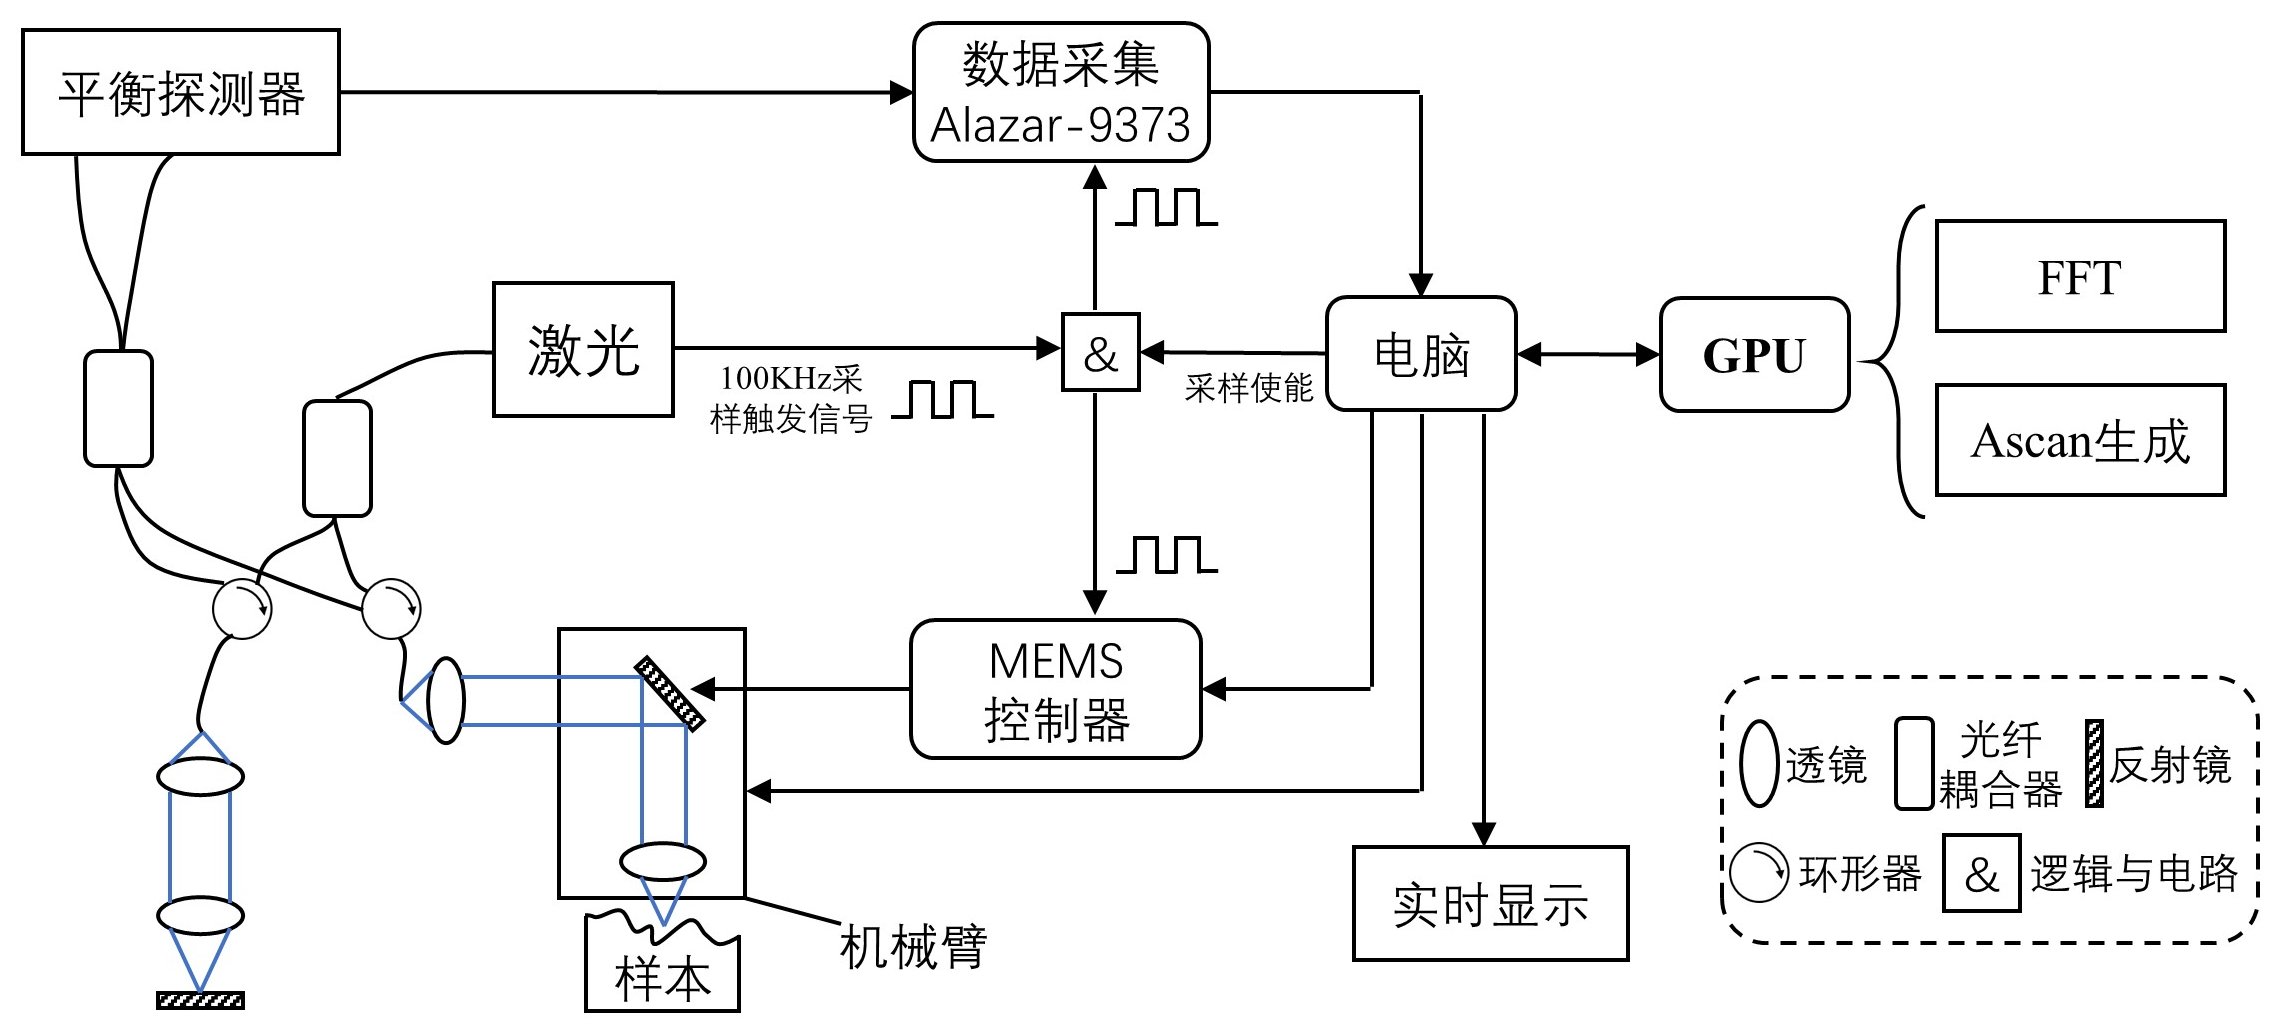 平衡探测器
数据采集
Alazar-9373
激光
100KHz采
样触发信号
&
采样使能
电脑
GPU
FFT
Ascan生成
MEMS
控制器
机械臂
样本
实时显示
透镜
光纤
耦合器
反射镜
环形器
&
逻辑与电路